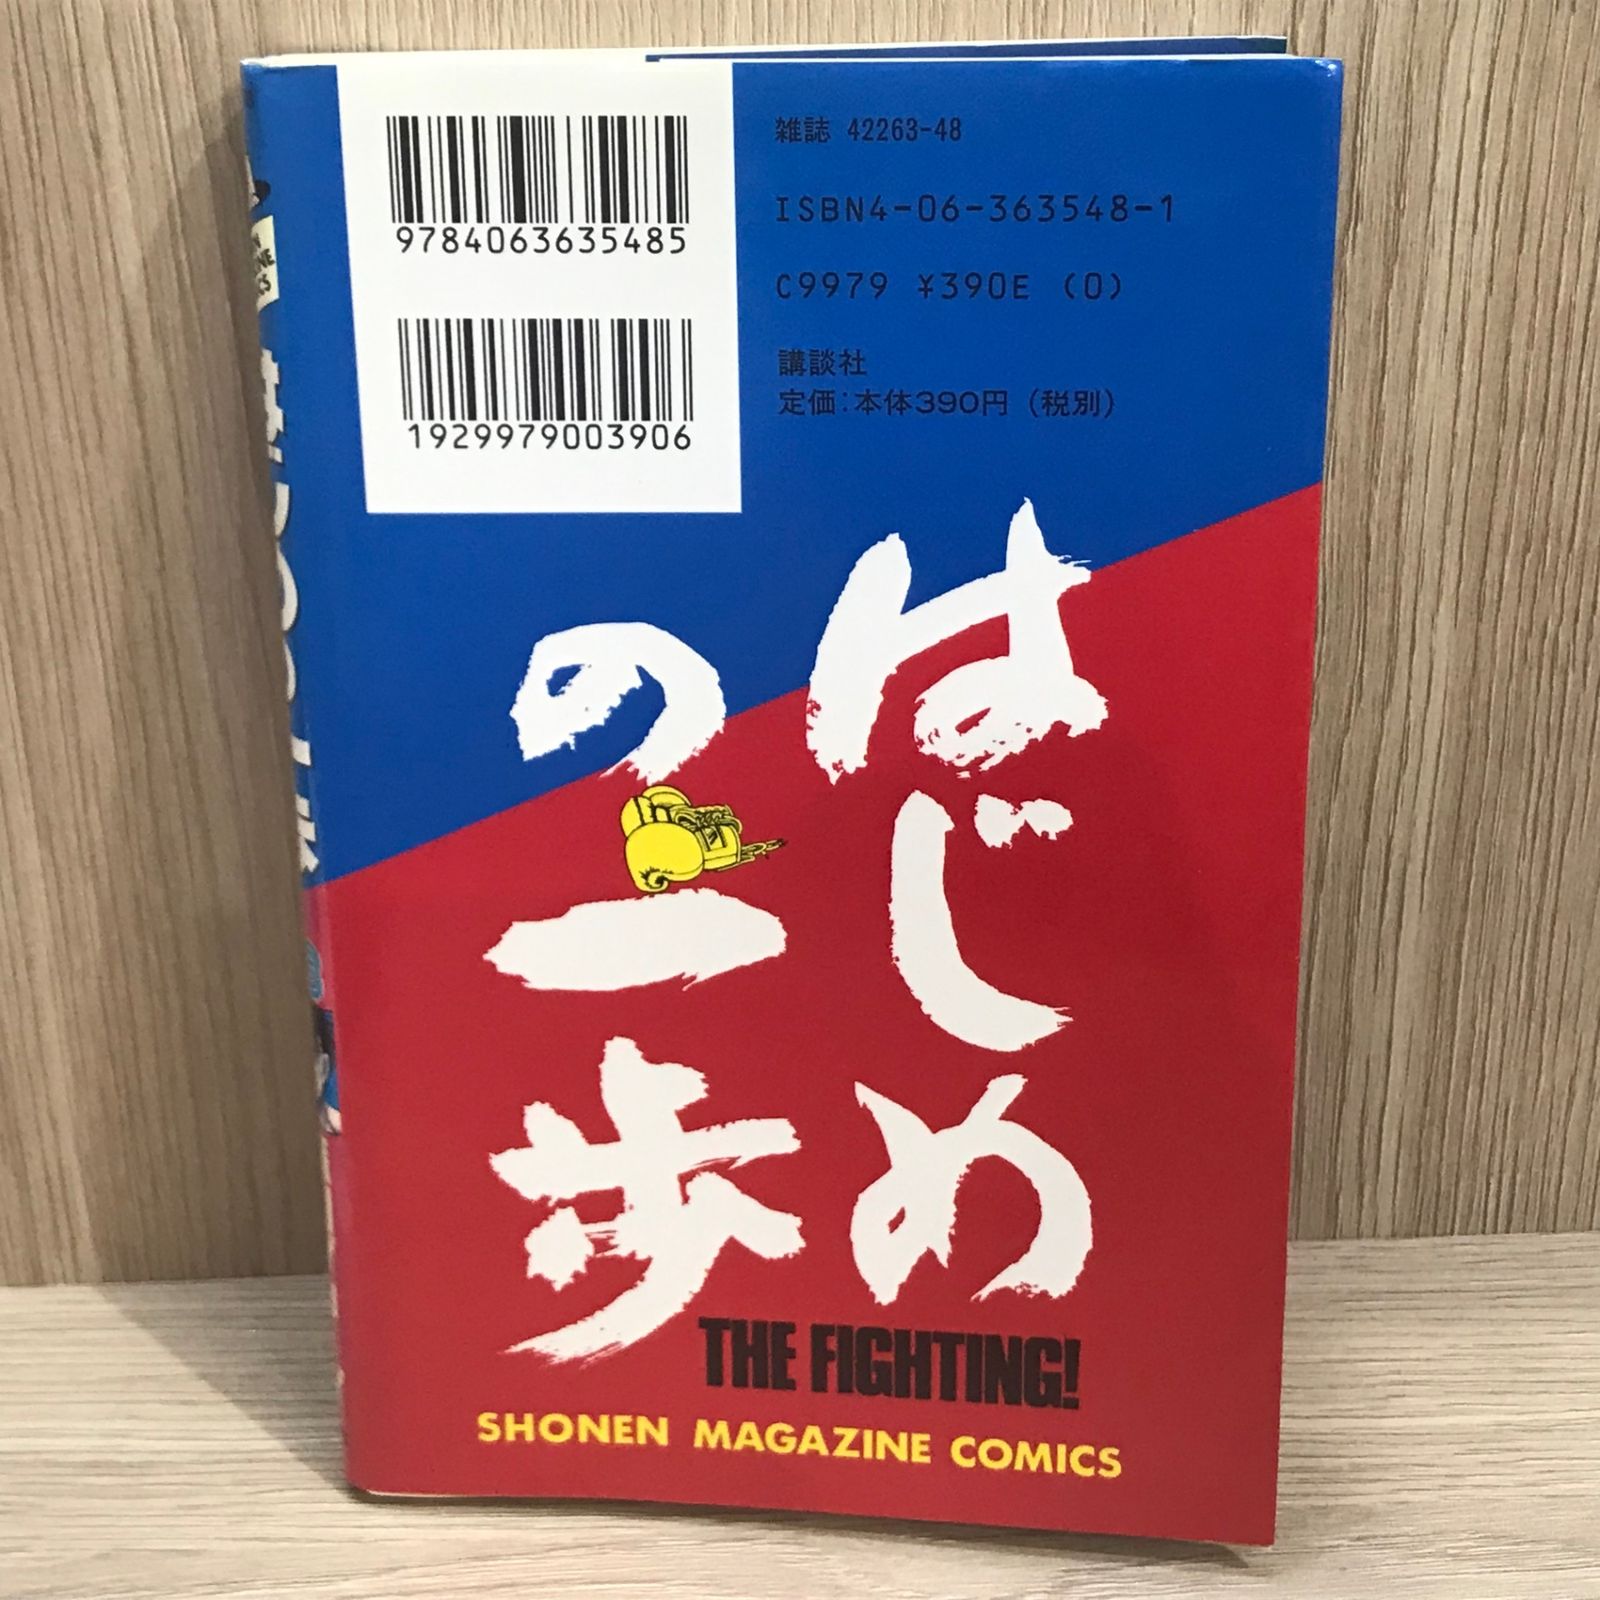 9784063635485
1929979003906
雑誌 42263-48
ISBN4-06-363548-1
C9979 ¥390E (0)
講談社
定価:本体390円 (税別)
はじめ
の一歩
THE FIGHTING!
SHONEN MAGAZINE COMICS